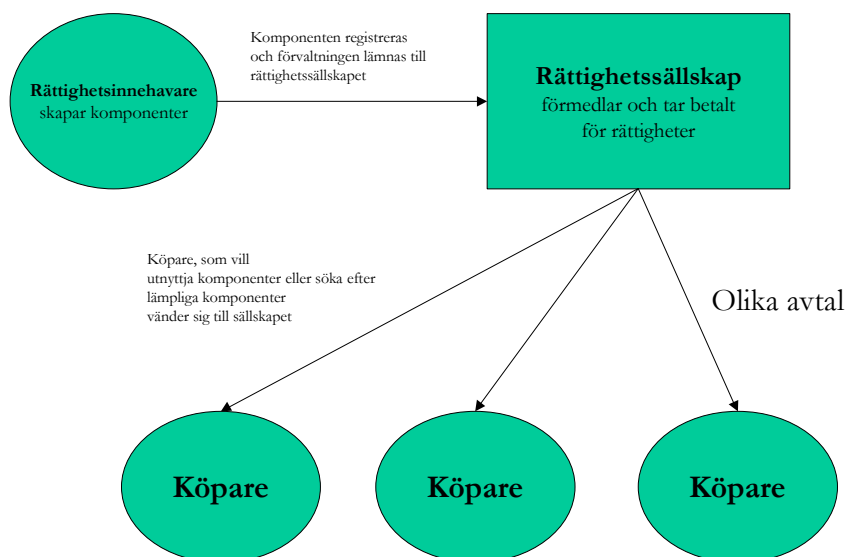 Komponenten registreras
och förvaltningen lämnas till
rättighetssällskapet
Rättighetsinnehavare
skapar komponenter
Rättighetssällskap
förmedlar och tar betalt
för rättigheter
Köpare, som vill
utnyttja komponenter eller söka efter
lämpliga komponenter
vänder sig till sällskapet
Olika avtal
Köpare
Köpare
Köpare